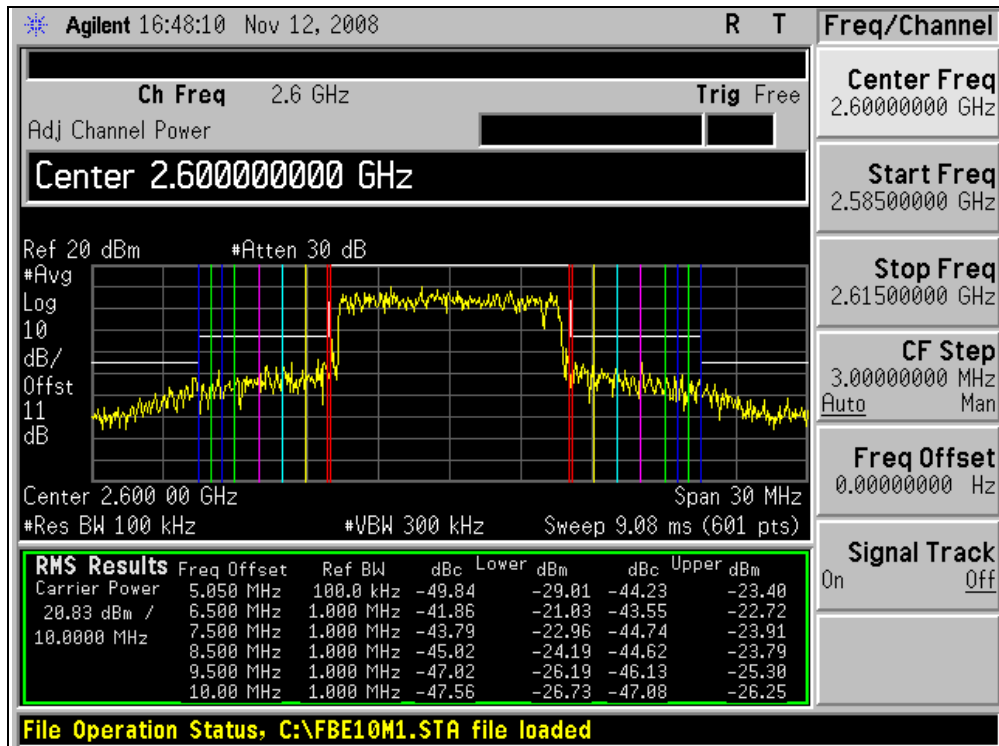 Agilent 16:48:10 Nov 12, 2008 R T
Freq/Channel
Ch Freq 2.6 GHz Trig Free
Adj Channel Power
Center 2.600000000 GHz
Ref 20 dBm #Atten 30 dB
#Avg
Log
10
dB/
Offst
11
dB
Center 2.600 00 GHz Span 30 MHz
#Res BW 100 kHz #VBW 300 kHz Sweep 9.08 ms (601 pts)
RMS Results Freq Offset Ref BW dBc Lower dBm dBc Upper dBm
Carrier Power 5.050 MHz 100.0 kHz -49.84 -29.01 -44.23 -23.40
20.83 dBm / 6.500 MHz 1.000 MHz -41.86 -21.03 -43.55 -22.72
10.0000 MHz 7.500 MHz 1.000 MHz -43.79 -22.96 -44.74 -23.91
8.500 MHz 1.000 MHz -45.02 -24.19 -44.62 -23.79
9.500 MHz 1.000 MHz -47.02 -26.19 -46.13 -25.30
10.00 MHz 1.000 MHz -47.56 -26.73 -47.08 -26.25
File Operation Status, C:\FBE10M1.STA file loaded
Center Freq
2.60000000 GHz
Start Freq
2.58500000 GHz
Stop Freq
2.61500000 GHz
CF Step
3.00000000 MHz
Auto Man
Freq Offset
0.00000000 Hz
Signal Track
On Off